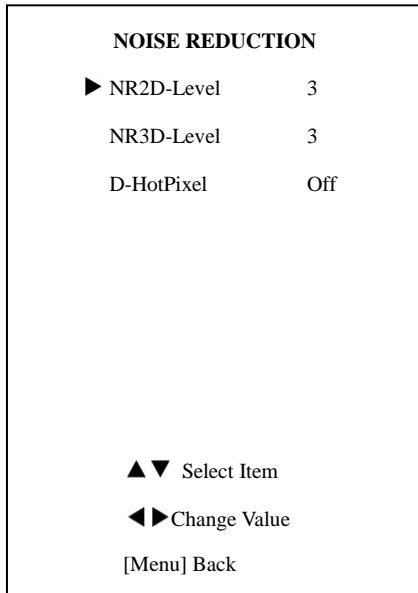 NOISE REDUCTION
▶ NR2D-Level 3
NR3D-Level 3
D-HotPixel Off
▲▼ Select Item
◀▶Change Value
[Menu] Back